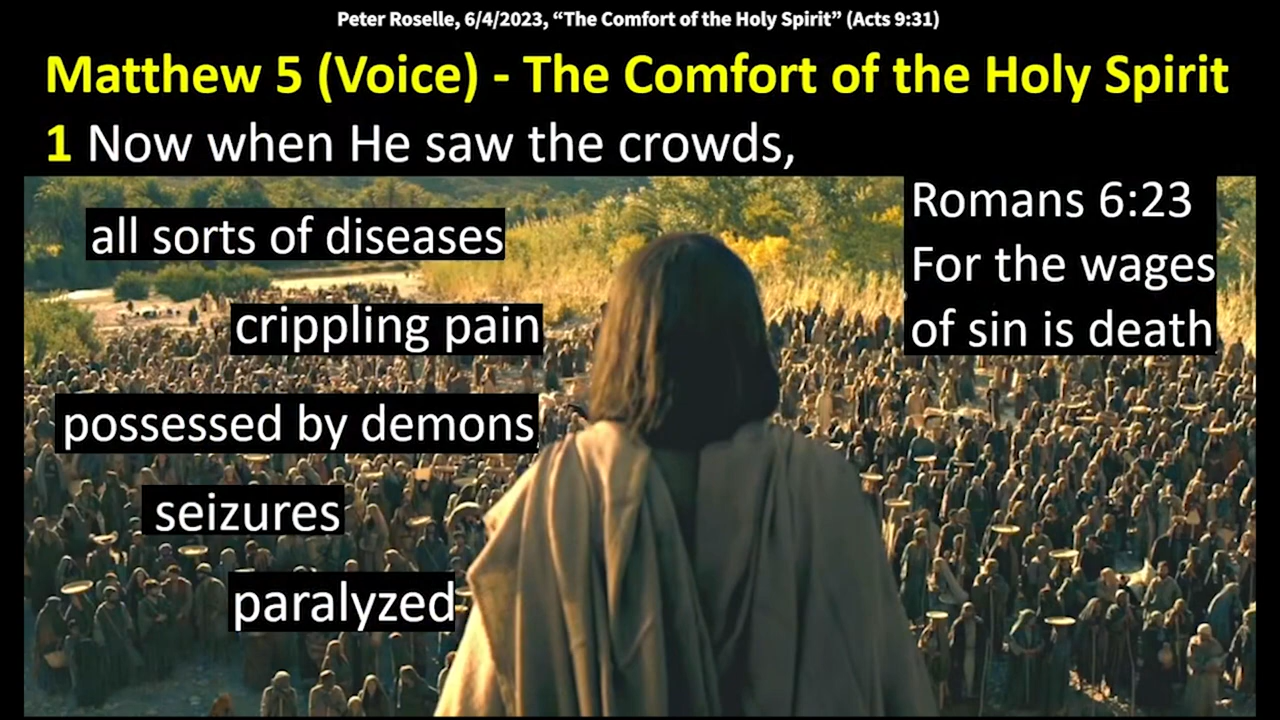 Peter Roselle, 6/4/2023, “The Comfort of the Holy Spirit” (Acts 9:31)
Matthew 5 (Voice) - The Comfort of the Holy Spirit
1 Now when He saw the crowds,
all sorts of diseases
crippling pain
possessed by demons,
seizures
paralyzed
Romans 6:23
For the wages
of sin is death